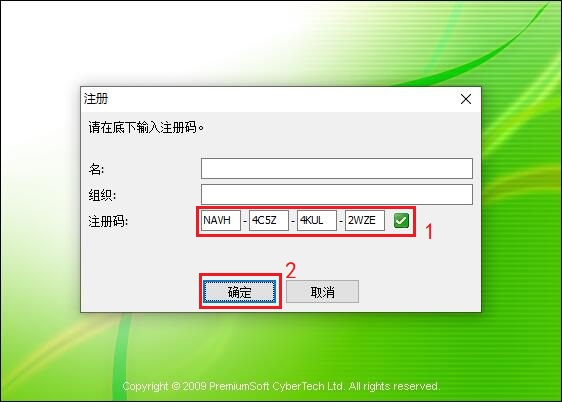 注册
请在底下输入注册码。
名:
组织:
注册码: NAVH - 4C5Z - 4KUL - 2WZE
1
2
确定 取消
Copyright © 2009 PremiumSoft CyberTech Ltd. All rights reserved.